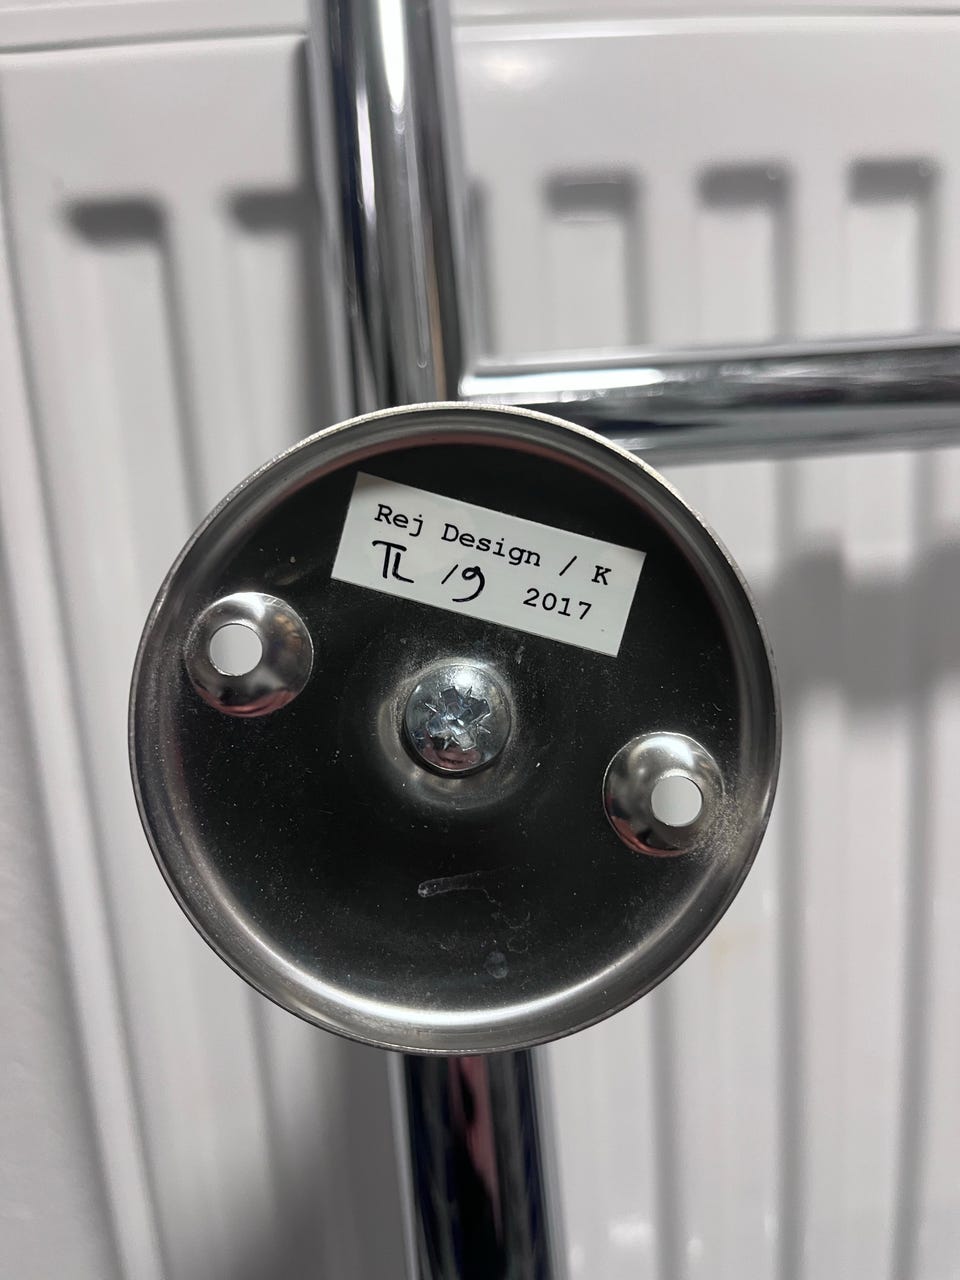 Rej Design / K
TL /9 2017